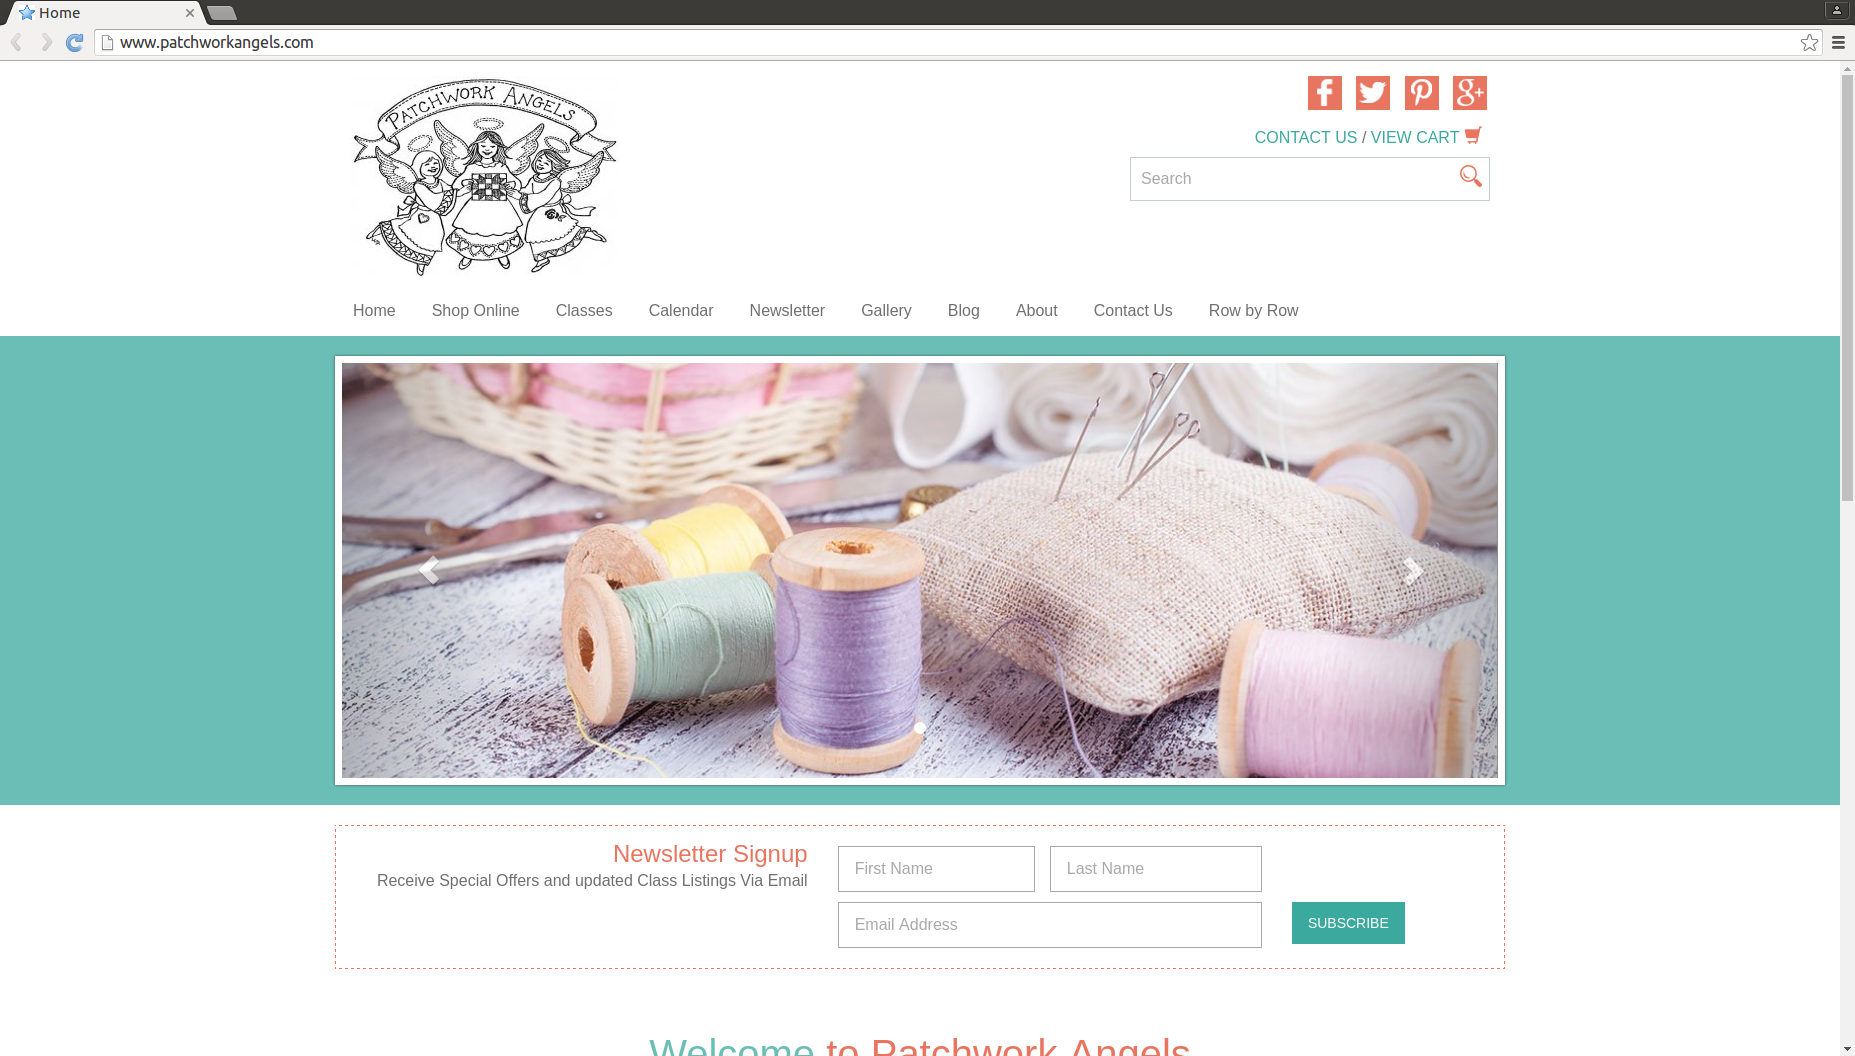 Home
www.patchworkangels.com
PATCHWORK ANGELS
CONTACT US / VIEW CART
Search
Home Shop Online Classes Calendar Newsletter Gallery Blog About Contact Us Row by Row
Newsletter Signup
Receive Special Offers and updated Class Listings Via Email
First Name Last Name
Email Address
SUBSCRIBE
Welcome to Patchwork Angels